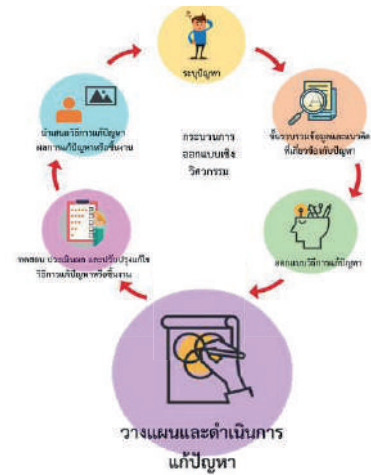 ระบุปัญหา
ขั้นรวบรวมข้อมูลและแนวคิด
ที่เกี่ยวข้องกับปัญหา
ออกแบบวิธีการแก้ปัญหา
วางแผนและดำเนินการ
แก้ปัญหา
ทดสอบ ประเมินผล และปรับปรุงแก้ไข
วิธีการแก้ปัญหาหรือชิ้นงาน
นำเสนอวิธีการแก้ปัญหา
ผลการแก้ปัญหาหรือชิ้นงาน
กระบวนการ
ออกแบบเชิง
วิศวกรรม